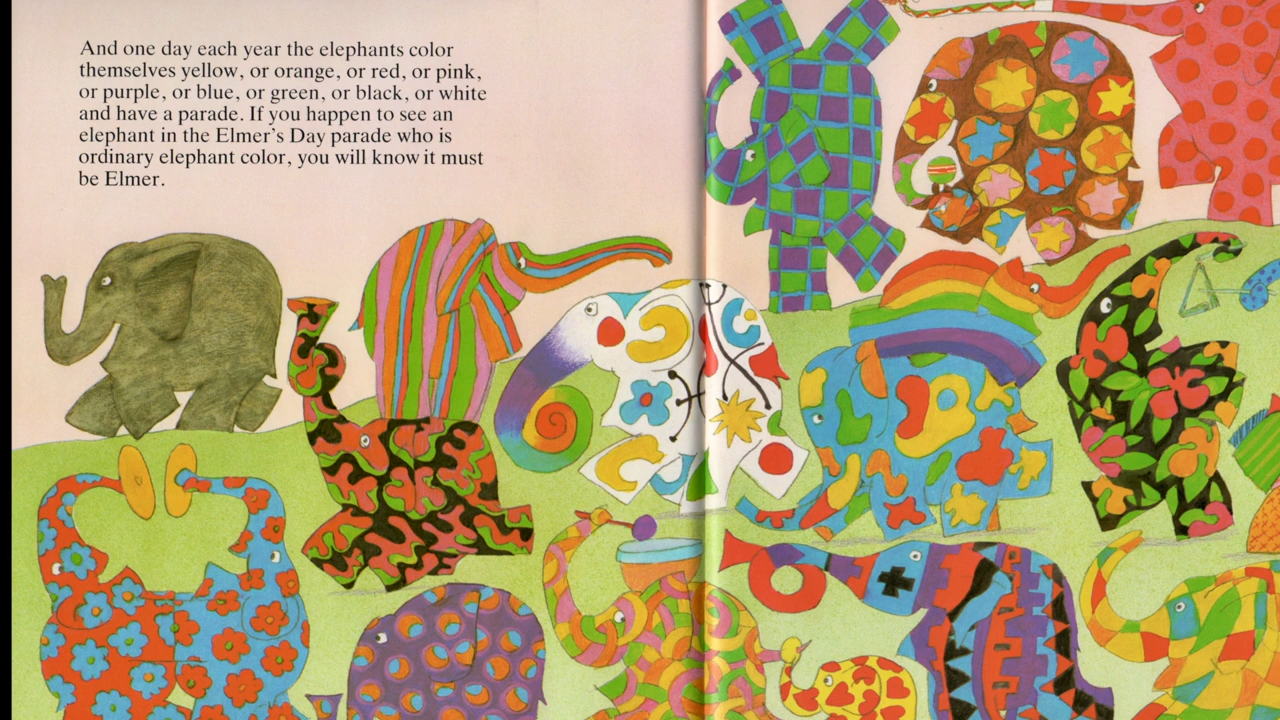 And one day each year the elephants color
themselves yellow, or orange, or red, or pink,
or purple, or blue, or green, or black, or white
and have a parade. If you happen to see an
elephant in the Elmer's Day parade who is
ordinary elephant color, you will know it must
be Elmer.